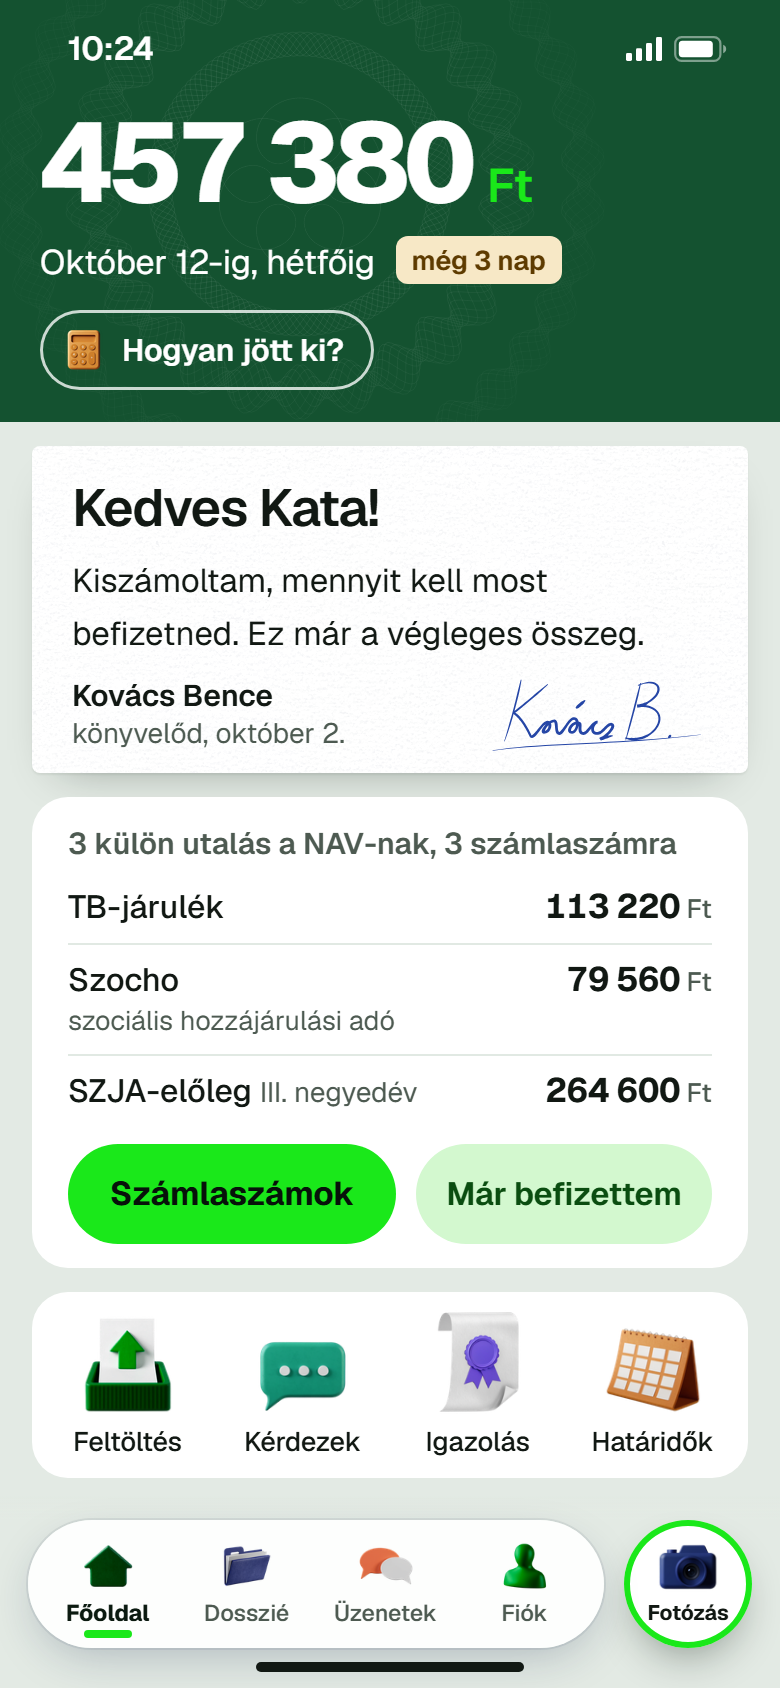 10:24
457 380 Ft
Október 12-ig, hétfőig még 3 nap
Hogyan jött ki?
Kedves Kata!
Kiszámoltam, mennyit kell most
befizetned. Ez már a végleges összeg.
Kovács Bence
könyvelőd, október 2.
Kovács B.
3 külön utalás a NAV-nak, 3 számlaszámra
TB-járulék 113 220 Ft
Szocho 79 560 Ft
szociális hozzájárulási adó
SZJA-előleg III. negyedév 264 600 Ft
Számlaszámok Már befizettem
Feltöltés Kérdezek Igazolás Határidők
Főoldal Dosszié Üzenetek Fiók Fotózás